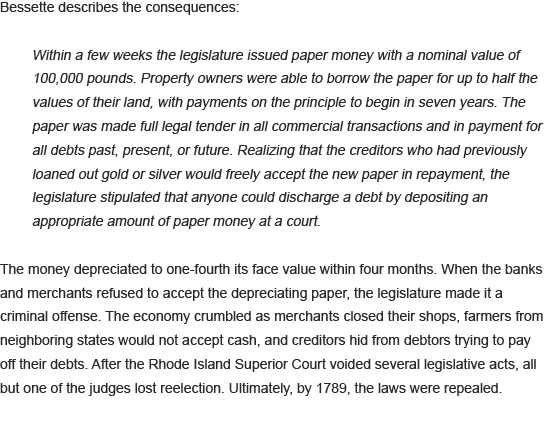 Bessette describes the consequences:
Within a few weeks the legislature issued paper money with a nominal value of
100,000 pounds. Property owners were able to borrow the paper for up to half the
values of their land, with payments on the principle to begin in seven years. The
paper was made full legal tender in all commercial transactions and in payment for
all debts past, present, or future. Realizing that the creditors who had previously
loaned out gold or silver would freely accept the new paper in repayment, the
legislature stipulated that anyone could discharge a debt by depositing an
appropriate amount of paper money at a court.
The money depreciated to one-fourth its face value within four months. When the banks
and merchants refused to accept the depreciating paper, the legislature made it a
criminal offense. The economy crumbled as merchants closed their shops, farmers from
neighboring states would not accept cash, and creditors hid from debtors trying to pay
off their debts. After the Rhode Island Superior Court voided several legislative acts, all
but one of the judges lost reelection. Ultimately, by 1789, the laws were repealed.